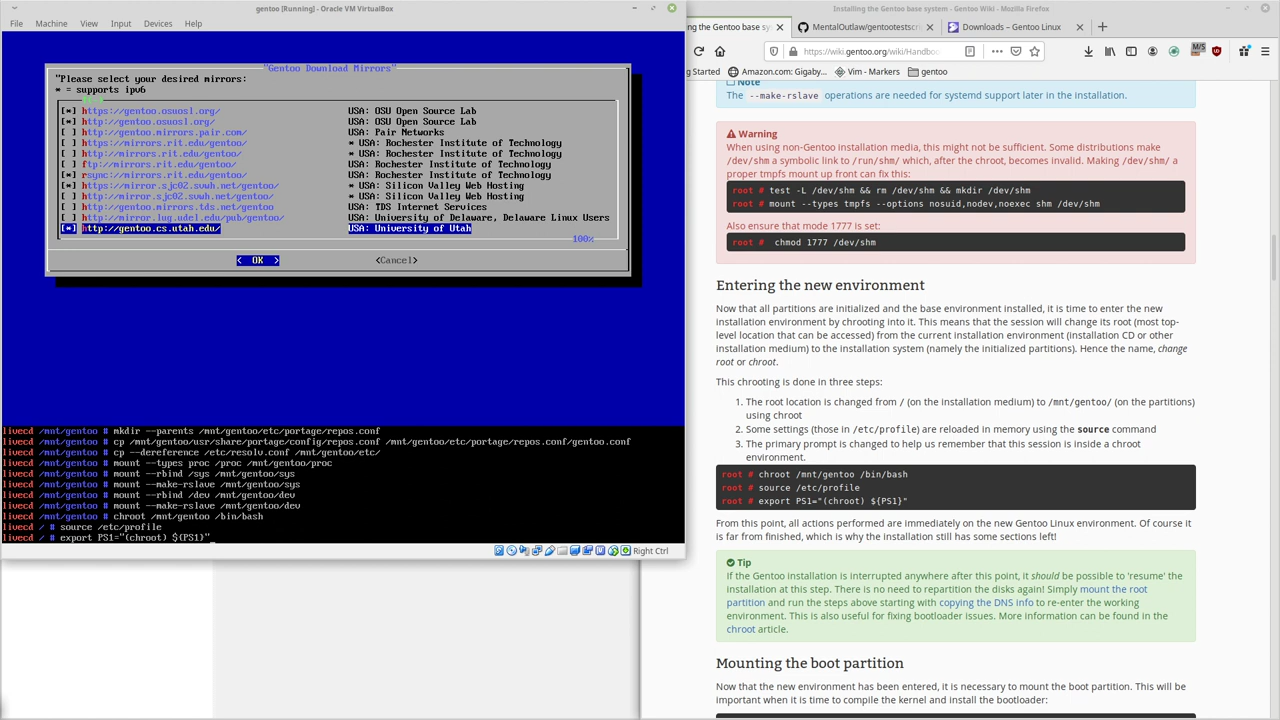 gentoo [Running] - Oracle VM VirtualBox
File Machine View Input Devices Help
"Gentoo Download Mirrors"
"Please select your desired mirrors:
* = supports ipv6
[*] https://gentoo.osuosl.org/ USA: OSU Open Source Lab
[*] http://gentoo.osuosl.org/ USA: OSU Open Source Lab
[ ] http://gentoo.mirrors.pair.com/ USA: Pair Networks
[ ] https://mirrors.rit.edu/gentoo/ * USA: Rochester Institute of Technology
[ ] http://mirrors.rit.edu/gentoo/ * USA: Rochester Institute of Technology
[ ] ftp://mirrors.rit.edu/gentoo/ USA: Rochester Institute of Technology
[*] rsync://mirrors.rit.edu/gentoo/ * USA: Rochester Institute of Technology
[*] https://mirror.sjc02.svwh.net/gentoo/ * USA: Silicon Valley Web Hosting
[ ] http://mirror.sjc02.svwh.net/gentoo/ * USA: Silicon Valley Web Hosting
[ ] http://gentoo.mirrors.tds.net/gentoo USA: TDS Internet Services
[ ] http://mirror.lug.udel.edu/pub/gentoo/ USA: University of Delaware, Delaware Linux Users
[*] http://gentoo.cs.utah.edu/ USA: University of Utah
100%
< OK > <Cancel>
livecd /mnt/gentoo # mkdir --parents /mnt/gentoo/etc/portage/repos.conf
livecd /mnt/gentoo # cp /mnt/gentoo/usr/share/portage/config/repos.conf /mnt/gentoo/etc/portage/repos.conf/gentoo.conf
livecd /mnt/gentoo # cp --dereference /etc/resolv.conf /mnt/gentoo/etc/
livecd /mnt/gentoo # mount --types proc /proc /mnt/gentoo/proc
livecd /mnt/gentoo # mount --rbind /sys /mnt/gentoo/sys
livecd /mnt/gentoo # mount --make-rslave /mnt/gentoo/sys
livecd /mnt/gentoo # mount --rbind /dev /mnt/gentoo/dev
livecd /mnt/gentoo # mount --make-rslave /mnt/gentoo/dev
livecd /mnt/gentoo # chroot /mnt/gentoo /bin/bash
livecd / # source /etc/profile
livecd / # export PS1="(chroot) ${PS1}"_
Right Ctrl
Installing the Gentoo base system - Gentoo Wiki - Mozilla Firefox
ng the Gentoo base sys MentalOutlaw/gentootestscri Downloads – Gentoo Linux
https://wiki.gentoo.org/wiki/Handboo
M/S
g Started Amazon.com: Gigaby... Vim - Markers gentoo
Note
The --make-rslave operations are needed for systemd support later in the installation.
Warning
When using non-Gentoo installation media, this might not be sufficient. Some distributions make
/dev/shm a symbolic link to /run/shm/ which, after the chroot, becomes invalid. Making /dev/shm/ a
proper tmpfs mount up front can fix this:
root # test -L /dev/shm && rm /dev/shm && mkdir /dev/shm
root # mount --types tmpfs --options nosuid,nodev,noexec shm /dev/shm
Also ensure that mode 1777 is set:
root # chmod 1777 /dev/shm
Entering the new environment
Now that all partitions are initialized and the base environment installed, it is time to enter the new
installation environment by chrooting into it. This means that the session will change its root (most top-
level location that can be accessed) from the current installation environment (installation CD or other
installation medium) to the installation system (namely the initialized partitions). Hence the name, change
root or chroot.
This chrooting is done in three steps:
1. The root location is changed from / (on the installation medium) to /mnt/gentoo/ (on the partitions)
using chroot
2. Some settings (those in /etc/profile) are reloaded in memory using the source command
3. The primary prompt is changed to help us remember that this session is inside a chroot
environment.
root # chroot /mnt/gentoo /bin/bash
root # source /etc/profile
root # export PS1="(chroot) ${PS1}"
From this point, all actions performed are immediately on the new Gentoo Linux environment. Of course it
is far from finished, which is why the installation still has some sections left!
Tip
If the Gentoo installation is interrupted anywhere after this point, it should be possible to 'resume' the
installation at this step. There is no need to repartition the disks again! Simply mount the root
partition and run the steps above starting with copying the DNS info to re-enter the working
environment. This is also useful for fixing bootloader issues. More information can be found in the
chroot article.
Mounting the boot partition
Now that the new environment has been entered, it is necessary to mount the boot partition. This will be
important when it is time to compile the kernel and install the bootloader: